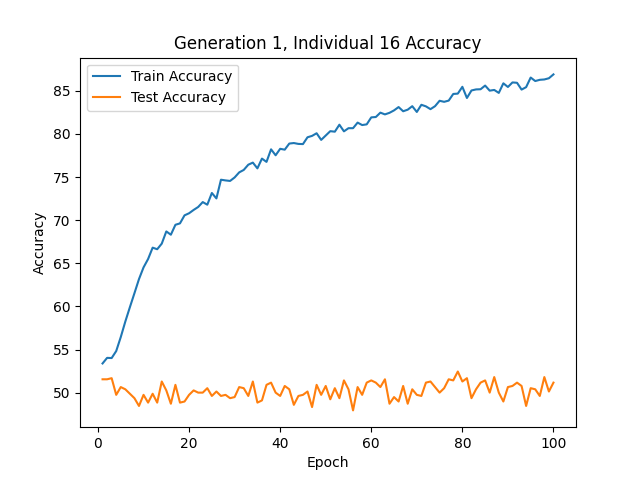 Generation 1, Individual 16 Accuracy
Train Accuracy
Test Accuracy
Accuracy
85
80
75
70
65
60
55
50
0 20 40 60 80 100
Epoch